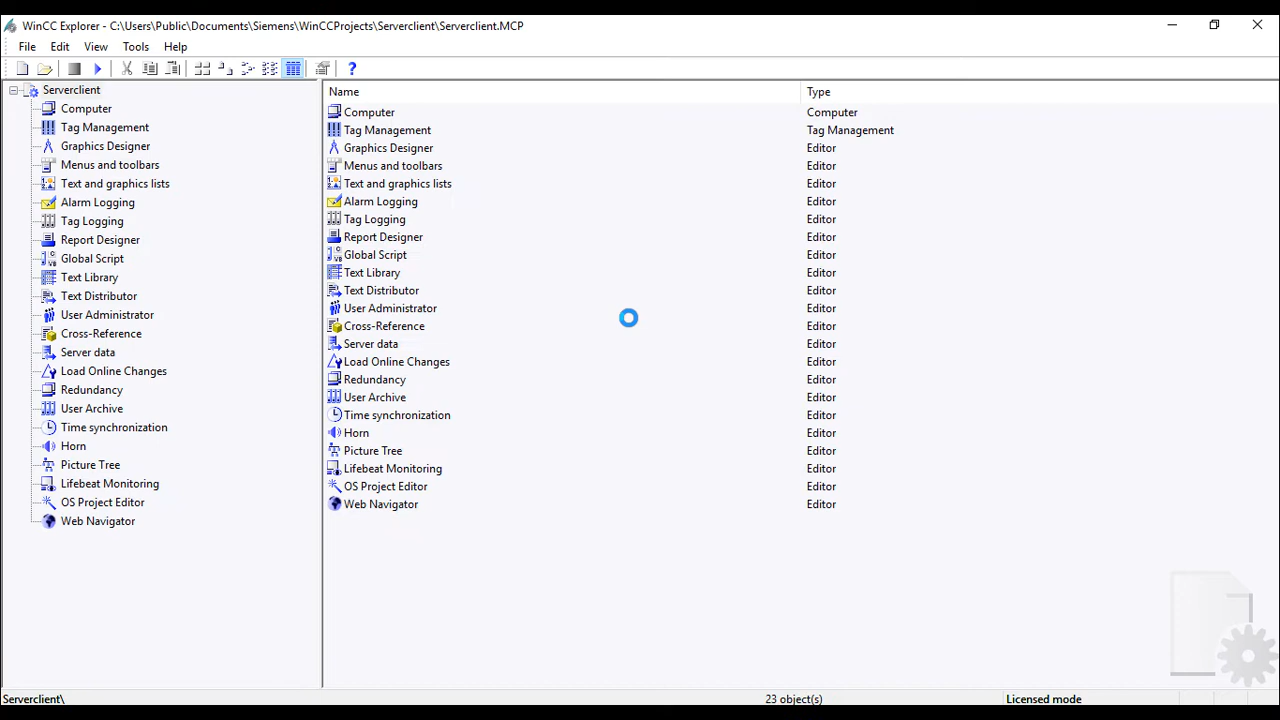 WinCC Explorer - C:\Users\Public\Documents\Siemens\WinCCProjects\Serverclient\Serverclient.MCP
File Edit View Tools Help
Serverclient
Computer
Tag Management
Graphics Designer
Menus and toolbars
Text and graphics lists
Alarm Logging
Tag Logging
Report Designer
Global Script
Text Library
Text Distributor
User Administrator
Cross-Reference
Server data
Load Online Changes
Redundancy
User Archive
Time synchronization
Horn
Picture Tree
Lifebeat Monitoring
OS Project Editor
Web Navigator
Name Type
Computer Computer
Tag Management Tag Management
Graphics Designer Editor
Menus and toolbars Editor
Text and graphics lists Editor
Alarm Logging Editor
Tag Logging Editor
Report Designer Editor
Global Script Editor
Text Library Editor
Text Distributor Editor
User Administrator Editor
Cross-Reference Editor
Server data Editor
Load Online Changes Editor
Redundancy Editor
User Archive Editor
Time synchronization Editor
Horn Editor
Picture Tree Editor
Lifebeat Monitoring Editor
OS Project Editor Editor
Web Navigator Editor
Serverclient\ 23 object(s) Licensed mode